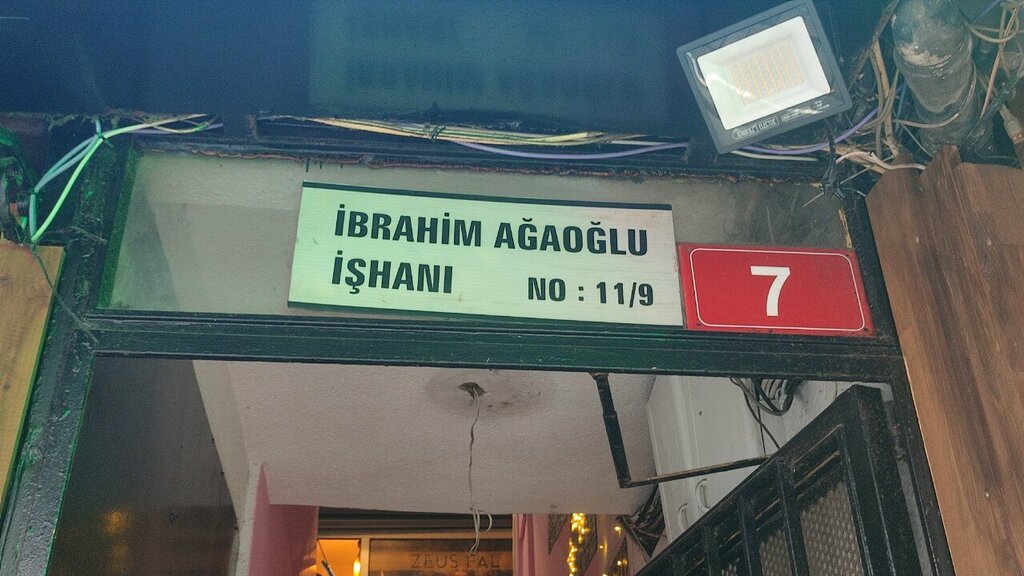 İBRAHİM AĞAOĞLU
İŞHANI NO : 11/9
7
ZEUS FAL